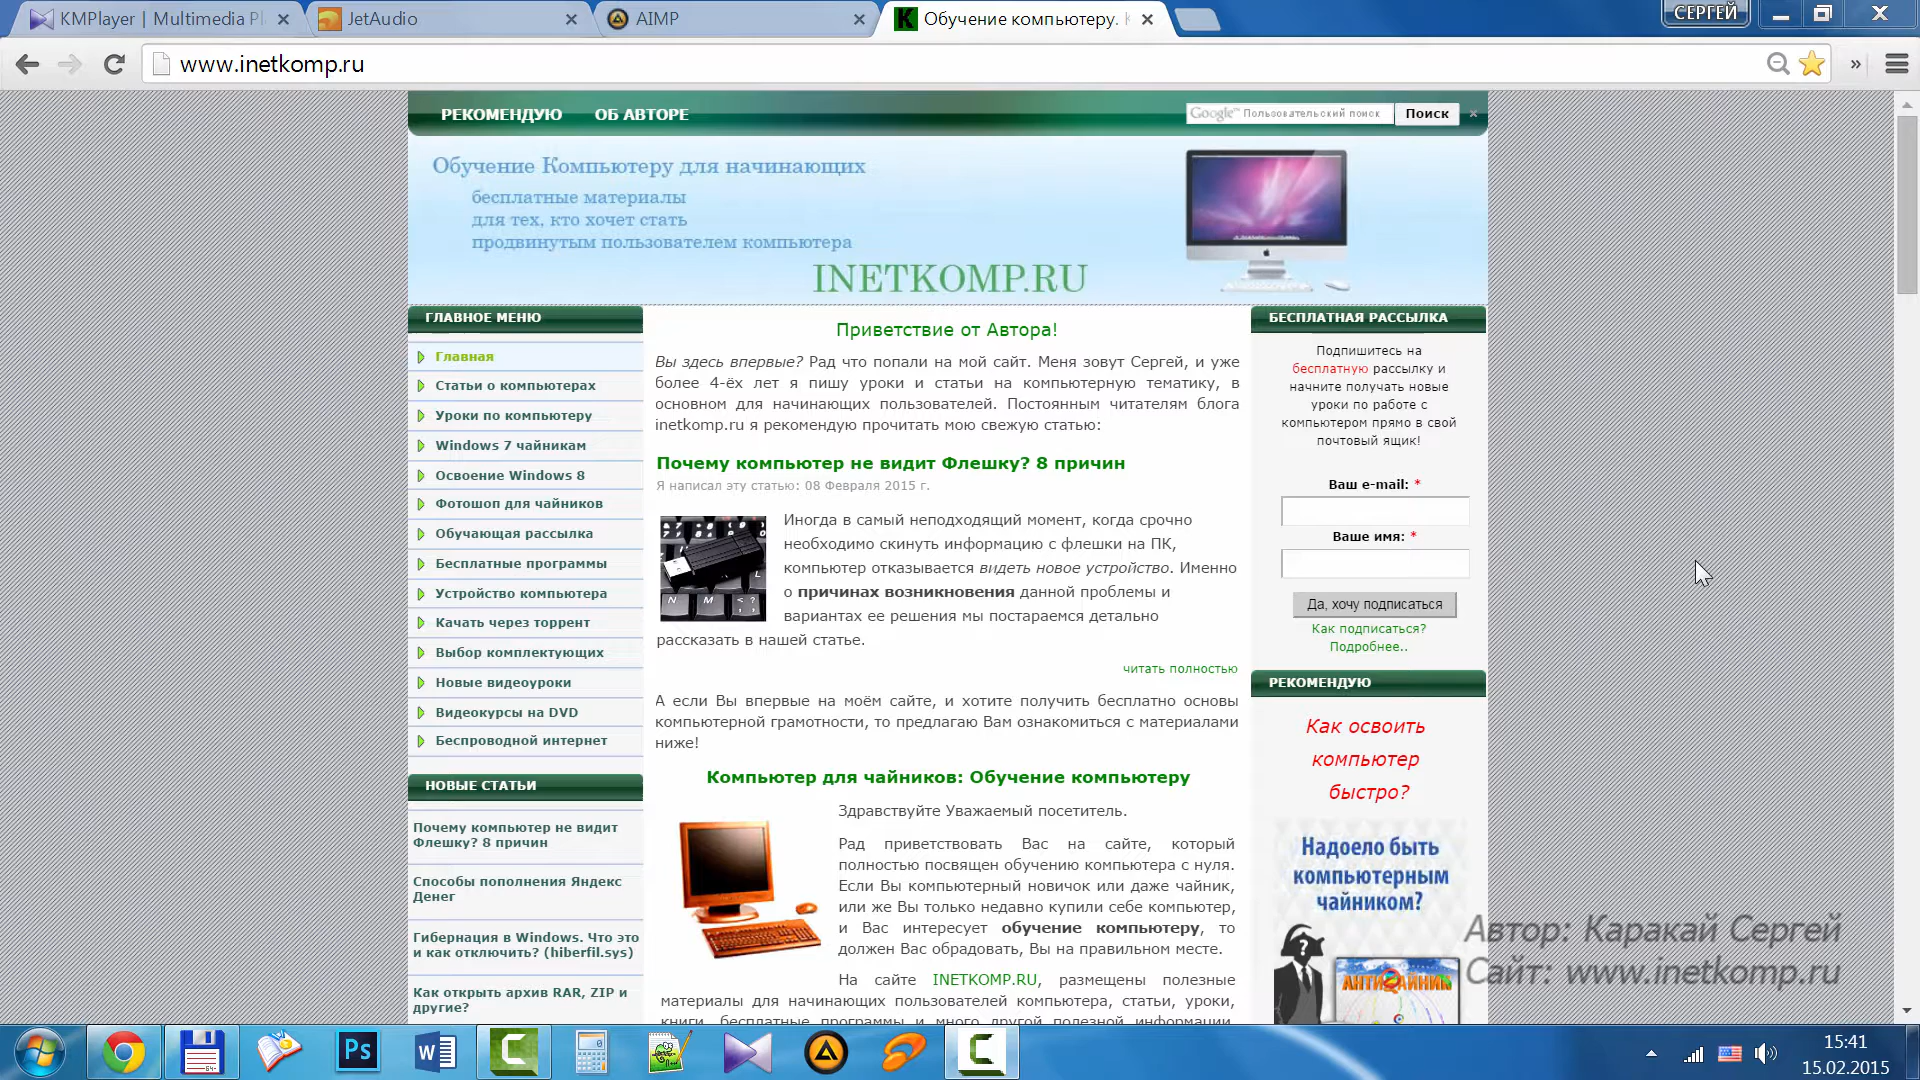 KMPlayer | Multimedia Pl
JetAudio
AIMP
Обучение компьютеру. К
СЕРГЕЙ
www.inetkomp.ru
РЕКОМЕНДУЮ
ОБ АВТОРЕ
Google™ Пользовательский поиск
Поиск
Обучение Компьютеру для начинающих
бесплатные материалы
для тех, кто хочет стать
продвинутым пользователем компьютера
INETKOMP.RU
ГЛАВНОЕ МЕНЮ
Главная
Статьи о компьютерах
Уроки по компьютеру
Windows 7 чайникам
Освоение Windows 8
Фотошоп для чайников
Обучающая рассылка
Бесплатные программы
Устройство компьютера
Качать через торрент
Выбор комплектующих
Новые видеоуроки
Видеокурсы на DVD
Беспроводной интернет
НОВЫЕ СТАТЬИ
Почему компьютер не видит
Флешку? 8 причин
Способы пополнения Яндекс
Денег
Гибернация в Windows. Что это
и как отключить? (hiberfil.sys)
Как открыть архив RAR, ZIP и
другие?
Приветствие от Автора!
Вы здесь впервые? Рад что попали на мой сайт. Меня зовут Сергей, и уже
более 4-ёх лет я пишу уроки и статьи на компьютерную тематику, в
основном для начинающих пользователей. Постоянным читателям блога
inetkomp.ru я рекомендую прочитать мою свежую статью:
Почему компьютер не видит Флешку? 8 причин
Я написал эту статью: 08 Февраля 2015 г.
Иногда в самый неподходящий момент, когда срочно
необходимо скинуть информацию с флешки на ПК,
компьютер отказывается видеть новое устройство. Именно
о причинах возникновения данной проблемы и
вариантах ее решения мы постараемся детально
рассказать в нашей статье.
читать полностью
А если Вы впервые на моём сайте, и хотите получить бесплатно основы
компьютерной грамотности, то предлагаю Вам ознакомиться с материалами
ниже!
Компьютер для чайников: Обучение компьютеру
Здравствуйте Уважаемый посетитель.
Рад приветствовать Вас на сайте, который
полностью посвящен обучению компьютера с нуля.
Если Вы компьютерный новичок или даже чайник,
или же Вы только недавно купили себе компьютер,
и Вас интересует обучение компьютеру, то
должен Вас обрадовать, Вы на правильном месте.
На сайте INETKOMP.RU, размещены полезные
материалы для начинающих пользователей компьютера, статьи, уроки,
книги, бесплатные программы и много другой полезной информации,
БЕСПЛАТНАЯ РАССЫЛКА
Подпишитесь на
бесплатную рассылку и
начните получать новые
уроки по работе с
компьютером прямо в свой
почтовый ящик!
Ваш e-mail: *
Ваше имя: *
Да, хочу подписаться
Как подписаться?
Подробнее..
РЕКОМЕНДУЮ
Как освоить
компьютер
быстро?
Надоело быть
компьютерным
чайником?
АНТИЧАЙНИК
Автор: Каракай Сергей
Сайт: www.inetkomp.ru
15:41
15.02.2015